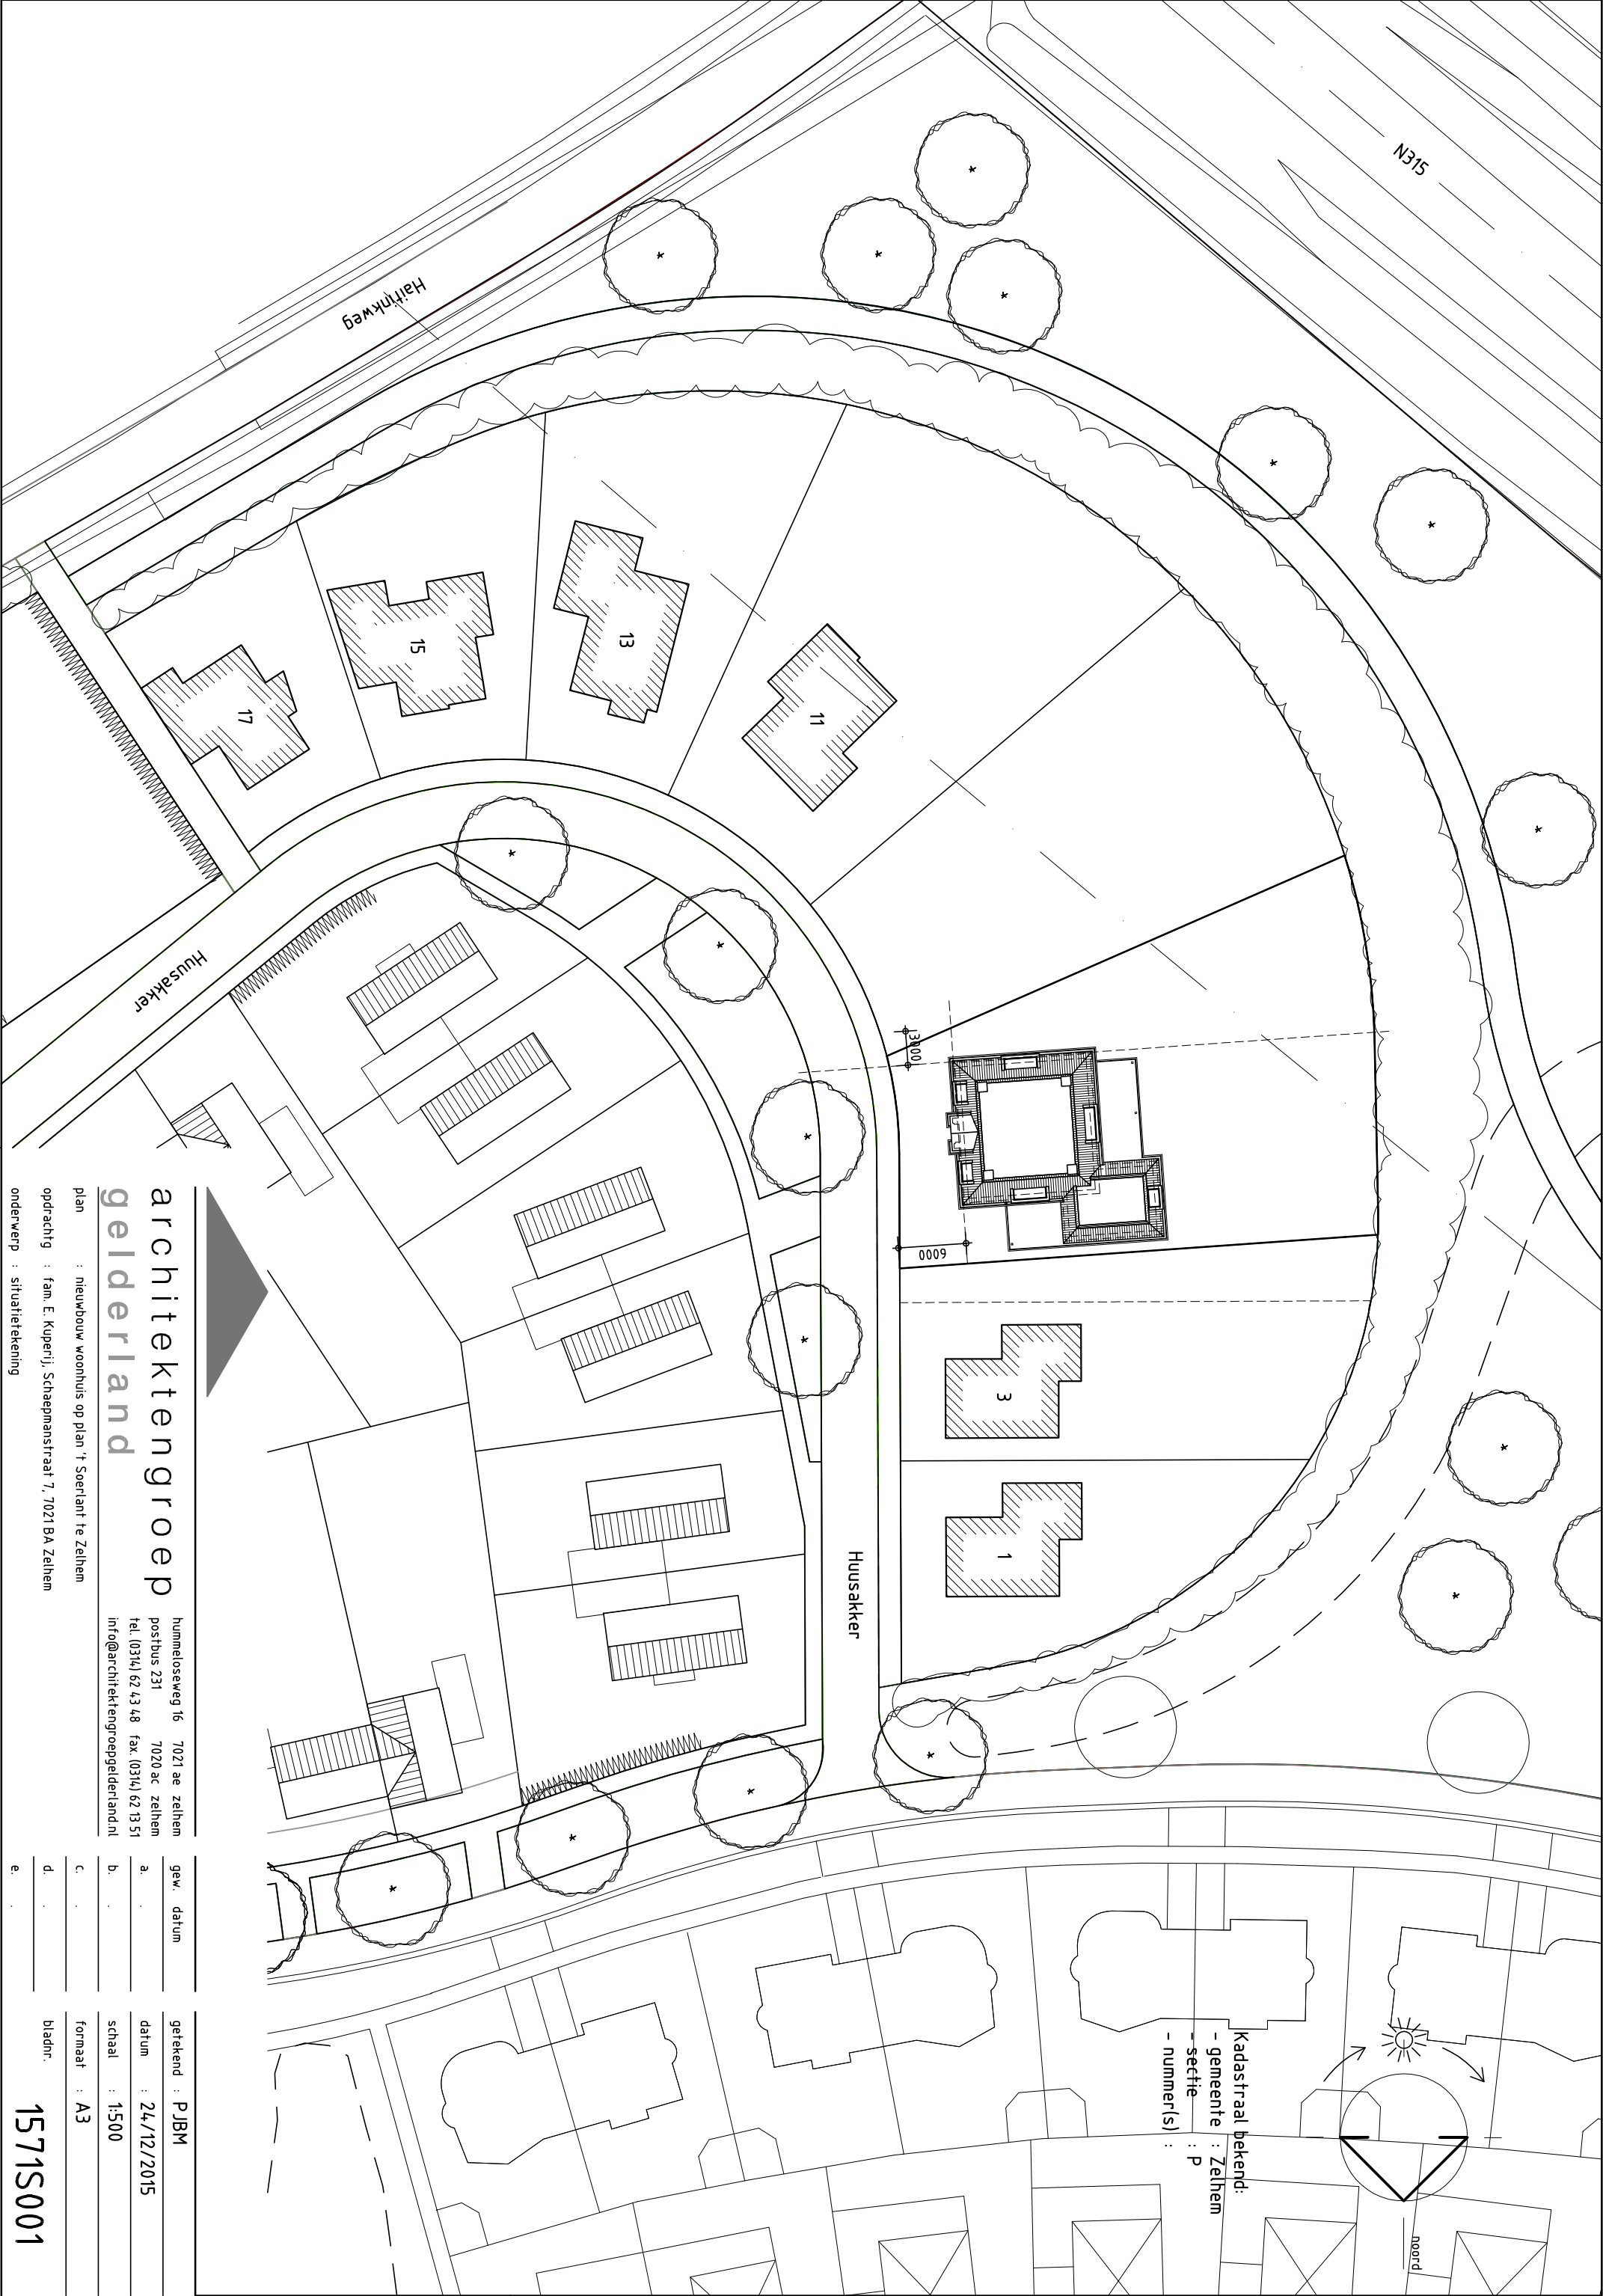 N315
Halfinkweg
15
13
17
11
Huusakker
3000
6000
3
1
Huusakker
Kadastraal bekend:
- gemeente : Zelhem
- sectie : P
- nummer(s) :
noord
architektengroep
gelderland
hummeloseweg 16 7021 ae zelhem
postbus 231 7020 ac zelhem
tel. (0314) 62 43 48 fax. (0314) 62 13 51
info@architektengroepgelderland.nl
plan : nieuwbouw woonhuis op plan 't Soerlant te Zelhem
opdrachtg : fam. E. Kuperij, Schaepmanstraat 7, 7021 BA Zelhem
onderwerp : situatietekening
gew. datum
a. .
b. .
c. .
d. .
e. .
getekend : PJBM
datum : 24/12/2015
schaal : 1:500
formaat : A3
bladnr.
1571S001